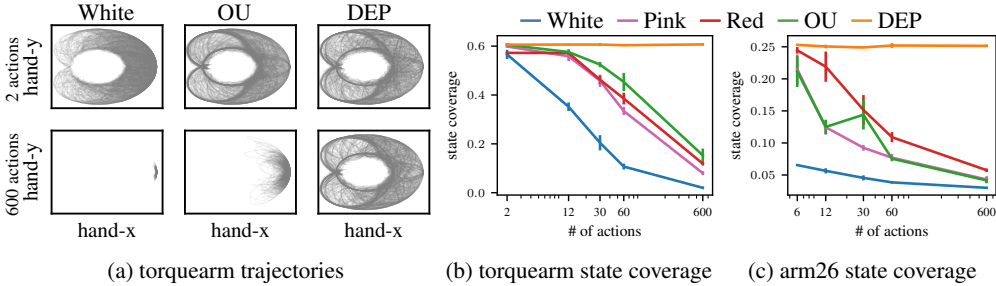 White OU DEP
2 actions
hand-y
600 actions
hand-y
hand-x hand-x hand-x
(a) torquearm trajectories
White Pink Red OU DEP
state coverage
0.6
0.4
0.2
0.0
2 12 30 60 600
# of actions
(b) torquearm state coverage
state coverage
0.25
0.20
0.15
0.10
0.05
6 12 30 60 600
# of actions
(c) arm26 state coverage